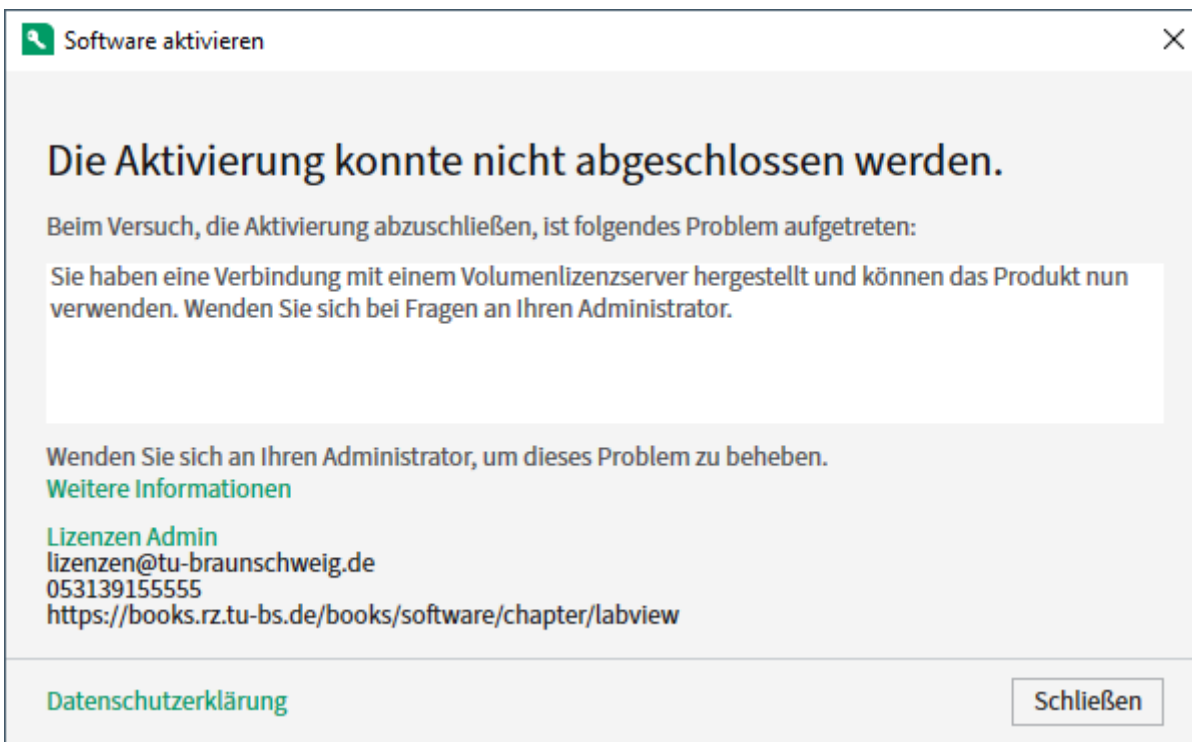 Software aktivieren
Die Aktivierung konnte nicht abgeschlossen werden.
Beim Versuch, die Aktivierung abzuschließen, ist folgendes Problem aufgetreten:
Sie haben eine Verbindung mit einem Volumenlizenzserver hergestellt und können das Produkt nun
verwenden. Wenden Sie sich bei Fragen an Ihren Administrator.
Wenden Sie sich an Ihren Administrator, um dieses Problem zu beheben.
Weitere Informationen
Lizenzen Admin
lizenzen@tu-braunschweig.de
053139155555
https://books.rz.tu-bs.de/books/software/chapter/labview
Datenschutzerklärung
Schließen